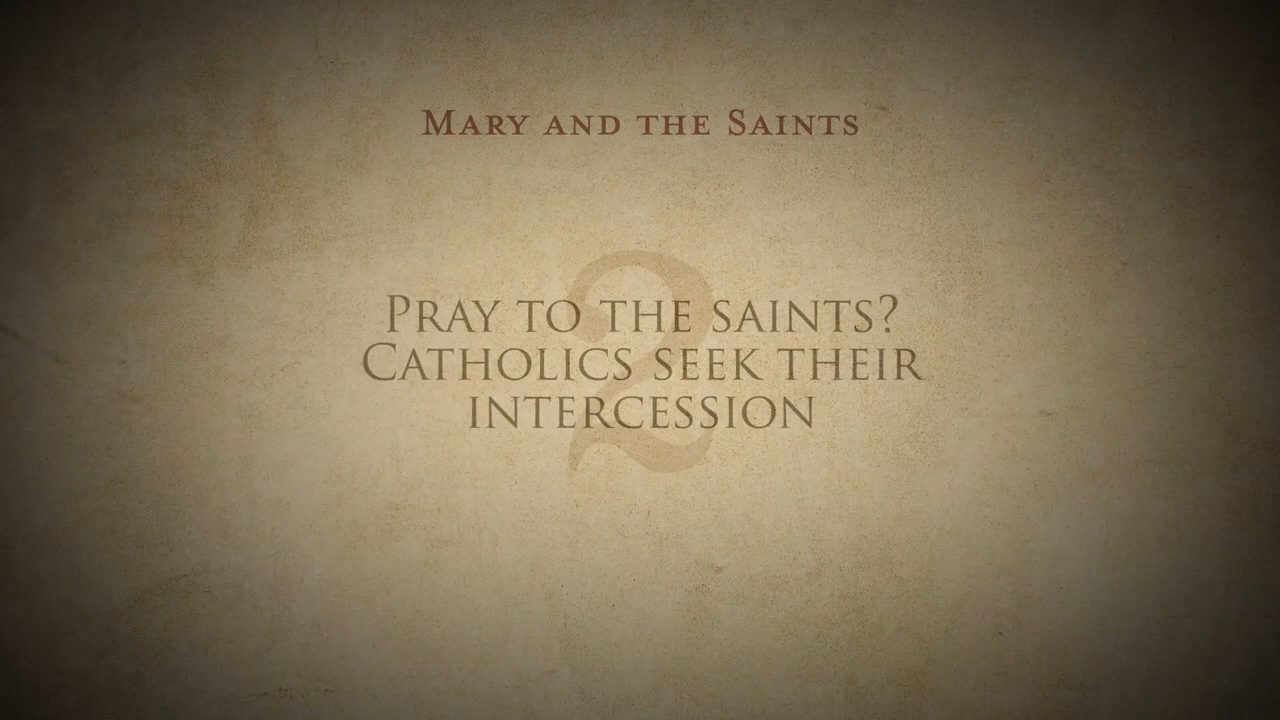 Mary and the Saints
2
Pray to the saints?
Catholics seek their
intercession